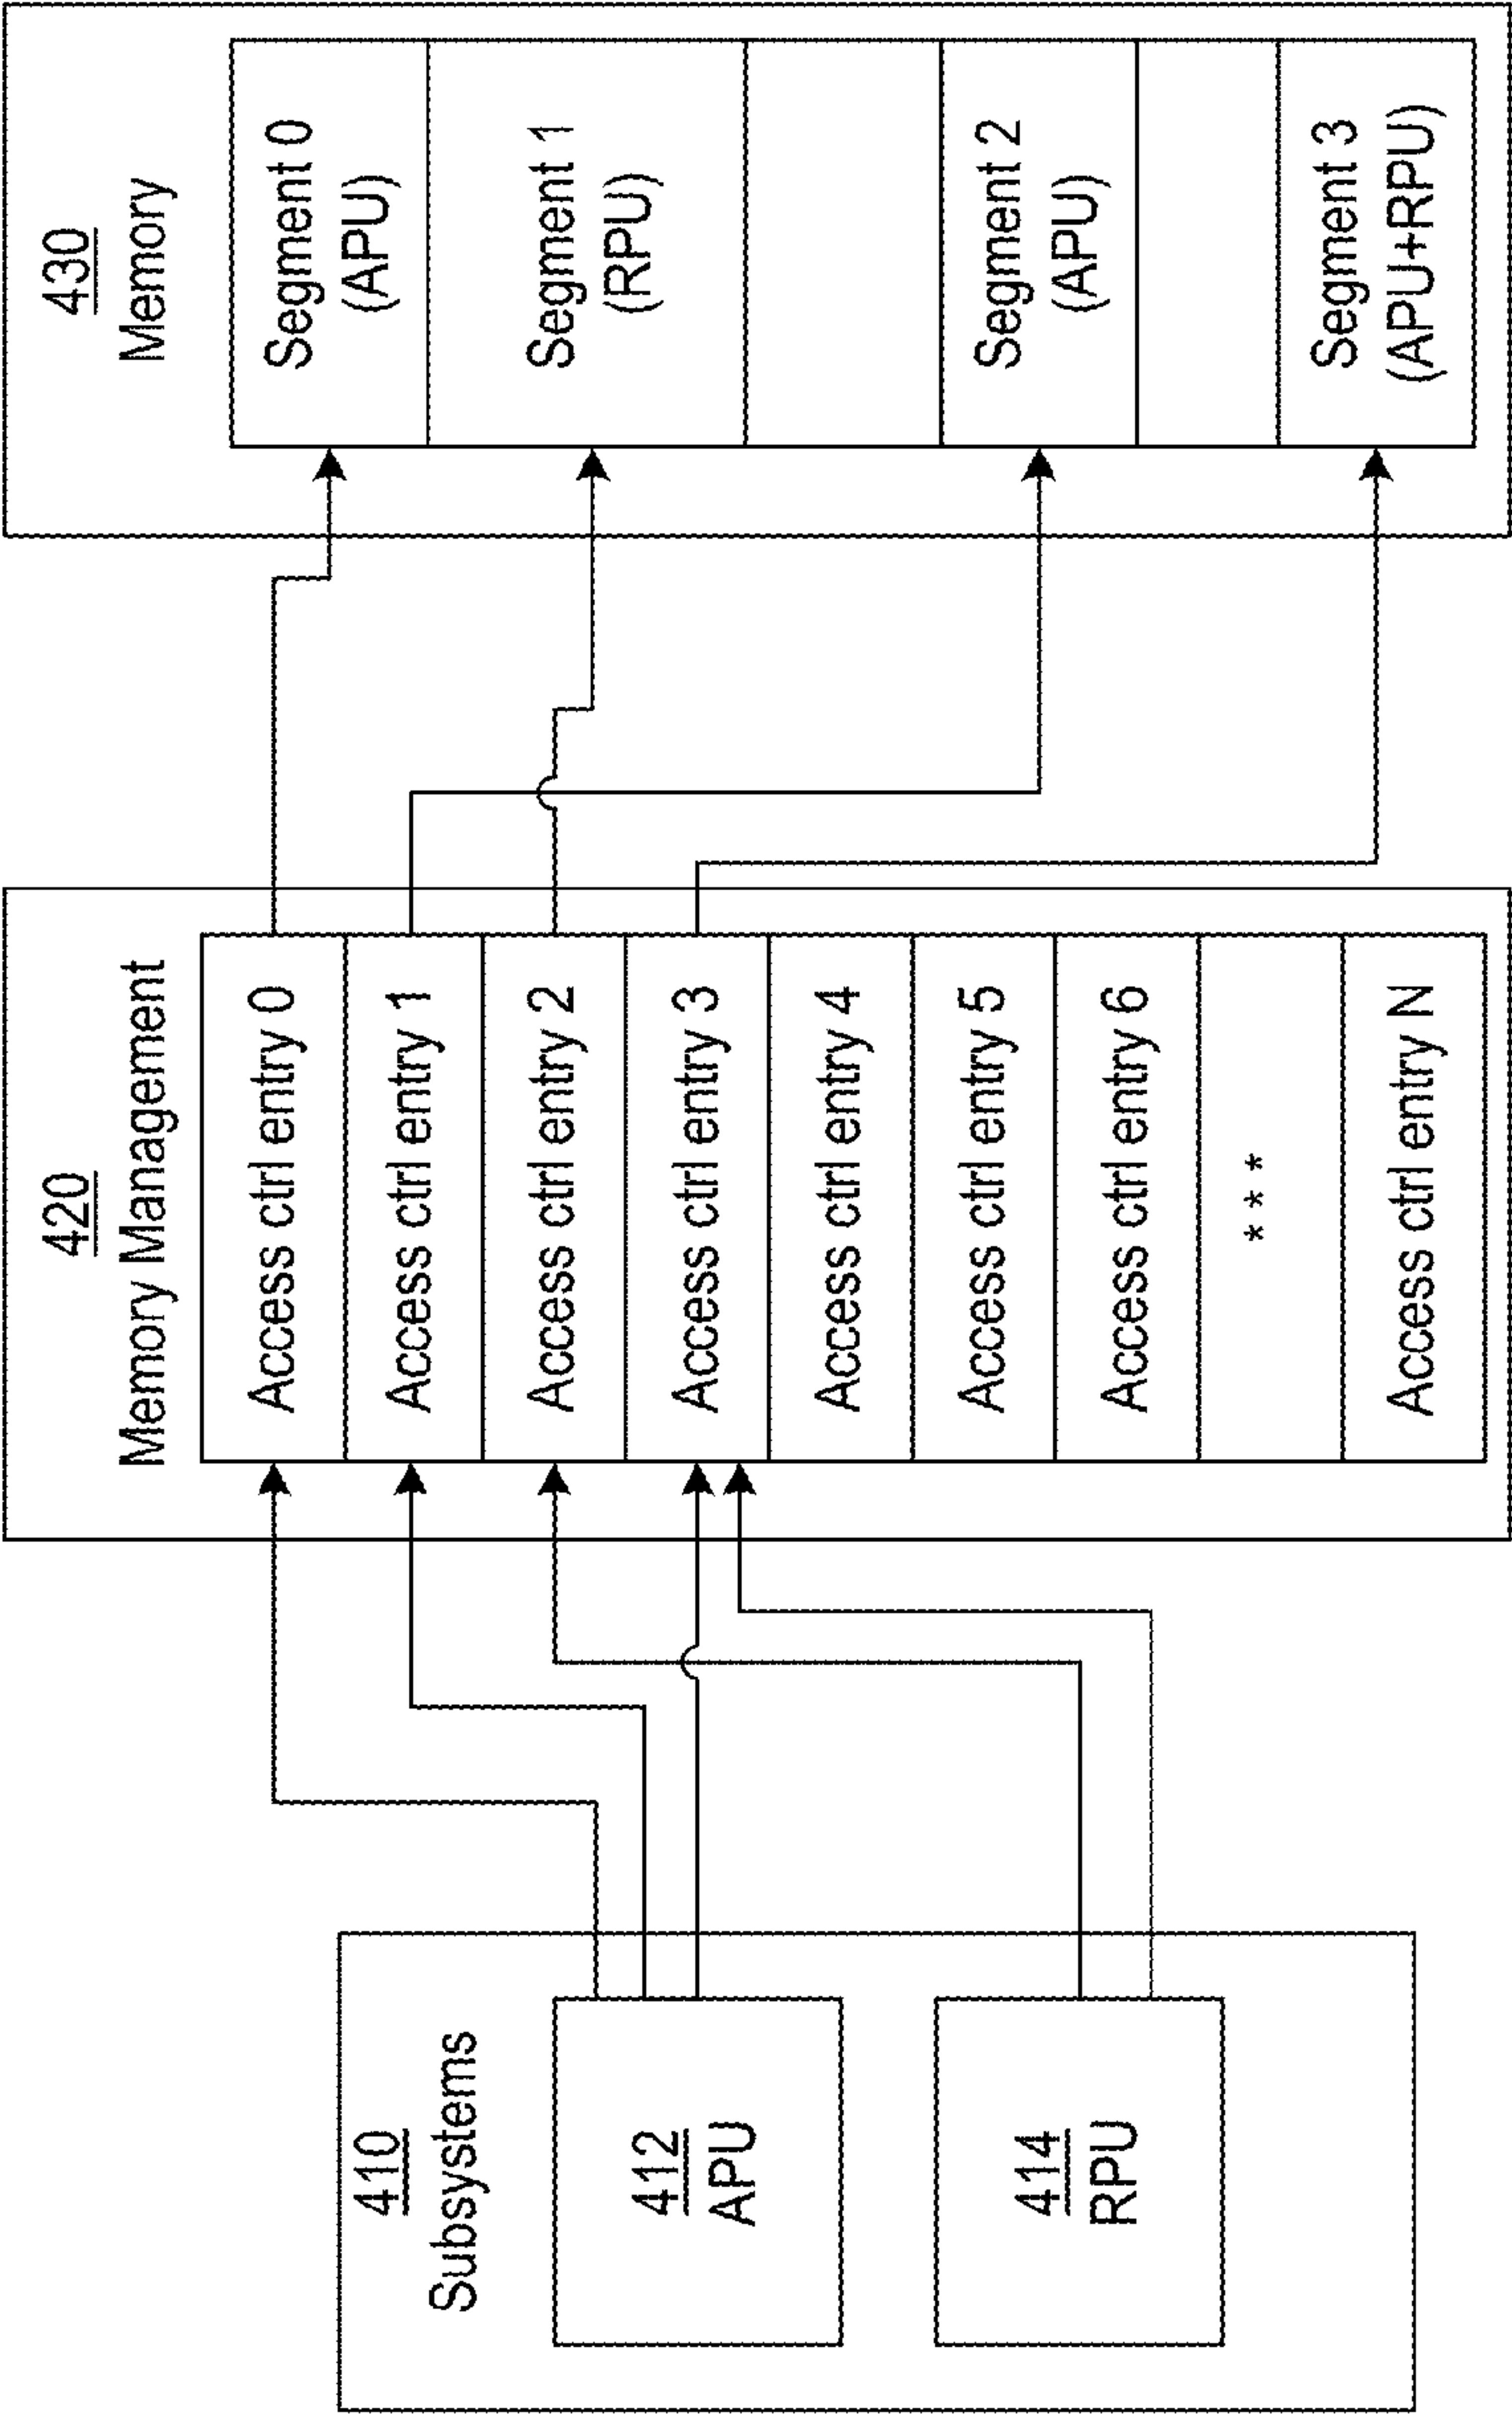 410
Subsystems
412
APU
414
RPU
420
Memory Management
Access ctrl entry 0
Access ctrl entry 1
Access ctrl entry 2
Access ctrl entry 3
Access ctrl entry 4
Access ctrl entry 5
Access ctrl entry 6
* * *
Access ctrl entry N
430
Memory
Segment 0
(APU)
Segment 1
(RPU)
Segment 2
(APU)
Segment 3
(APU+RPU)